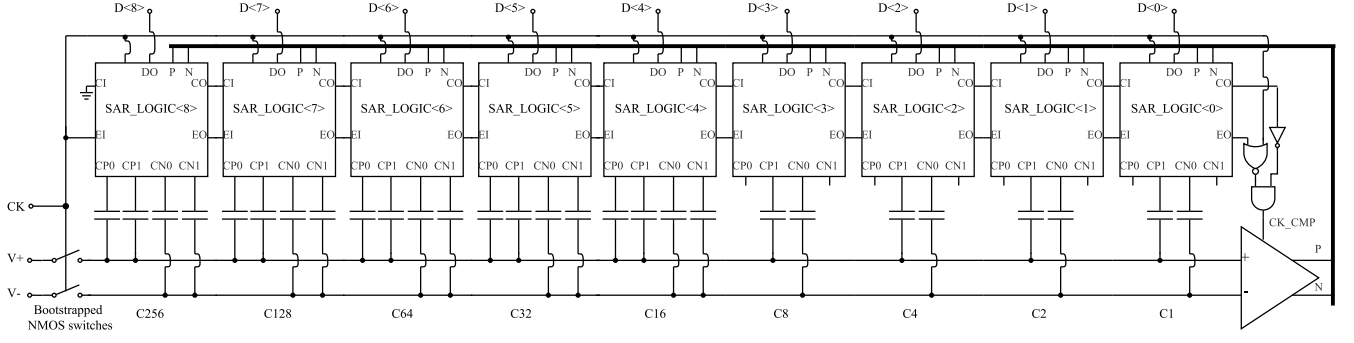 D<8> D<7> D<6> D<5> D<4> D<3> D<2> D<1> D<0>
DO P N DO P N DO P N DO P N DO P N DO P N DO P N DO P N DO P N
CI CO CI CO CI CO CI CO CI CO CI CO CI CO CI CO CI CO
SAR_LOGIC<8> SAR_LOGIC<7> SAR_LOGIC<6> SAR_LOGIC<5> SAR_LOGIC<4> SAR_LOGIC<3> SAR_LOGIC<2> SAR_LOGIC<1> SAR_LOGIC<0>
EI EO EI EO EI EO EI EO EI EO EI EO EI EO EI EO EI EO
CP0 CP1 CN0 CN1 CP0 CP1 CN0 CN1 CP0 CP1 CN0 CN1 CP0 CP1 CN0 CN1 CP0 CP1 CN0 CN1 CP0 CP1 CN0 CN1 CP0 CP1 CN0 CN1 CP0 CP1 CN0 CN1 CP0 CP1 CN0 CN1
CK
CK_CMP
V+ + P
V- - N
Bootstrapped
NMOS switches
C256 C128 C64 C32 C16 C8 C4 C2 C1